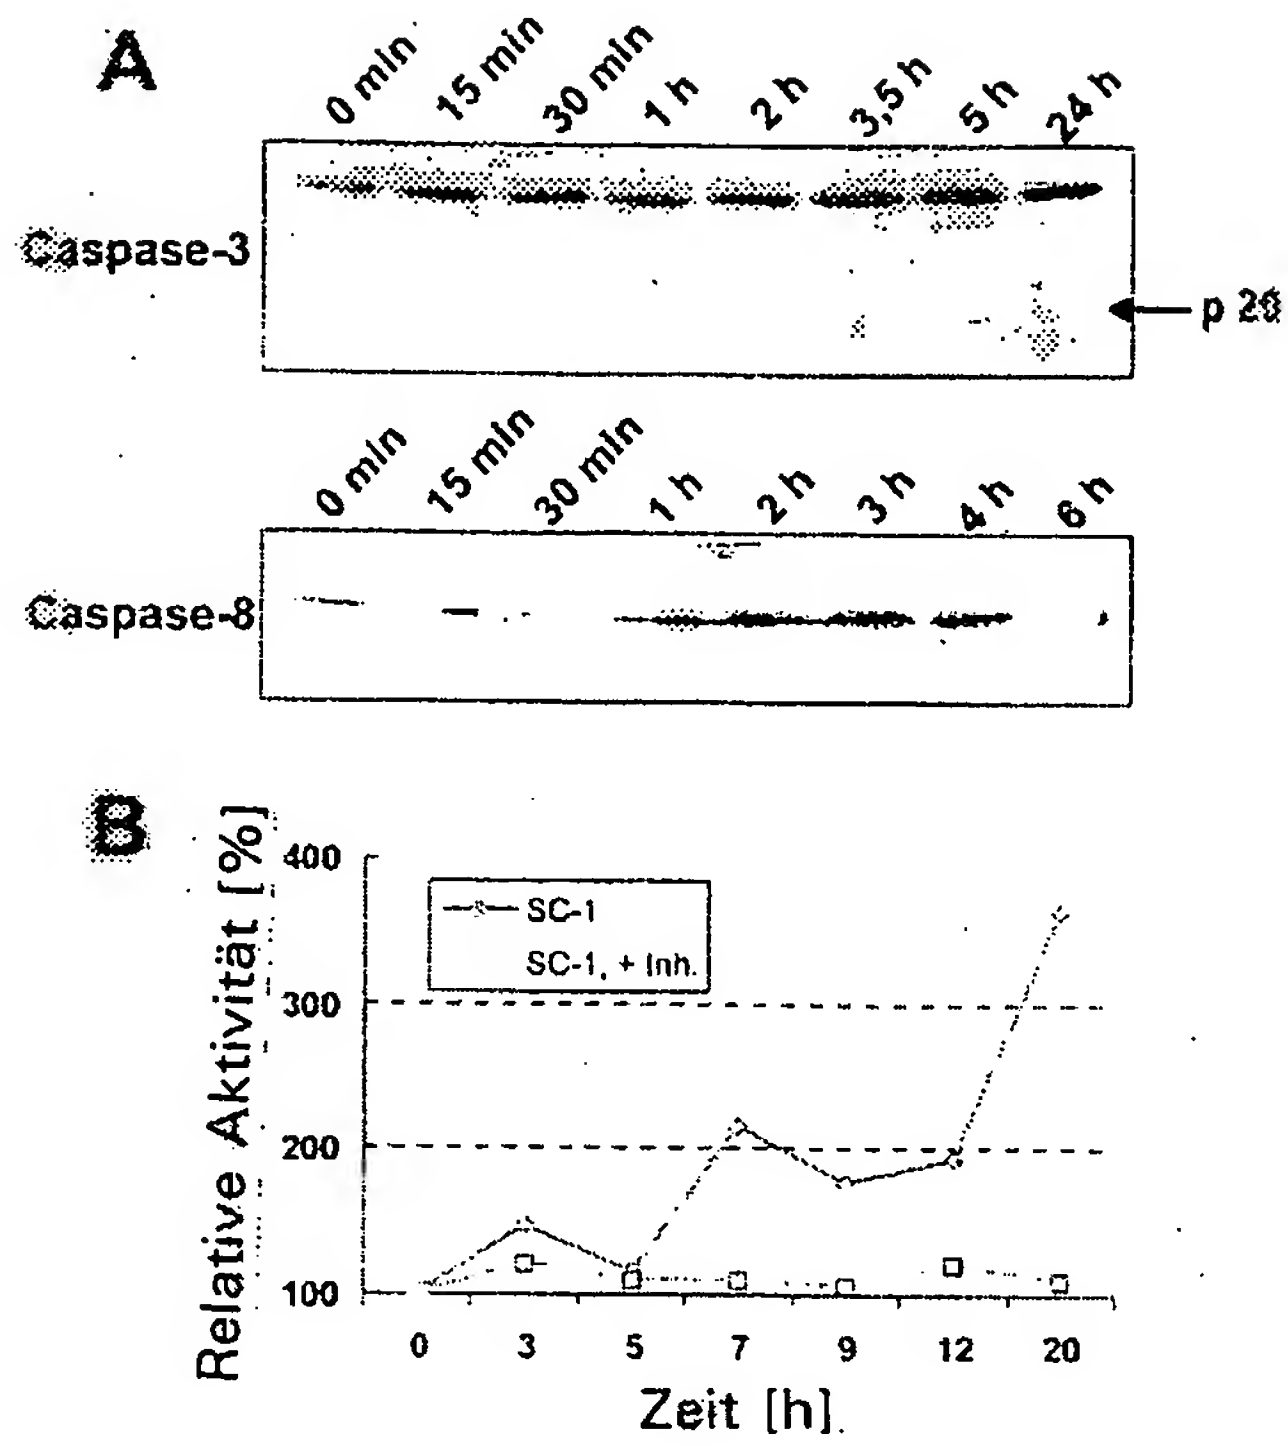 A
0 min 15 min 30 min 1 h 2 h 3,5 h 5 h 24 h
Caspase-3
p 20
0 min 15 min 30 min 1 h 2 h 3 h 4 h 6 h
Caspase-8
B
Relative Aktivität [%]
400
300
200
100
SC-1
SC-1, + Inh.
0 3 5 7 9 12 20
Zeit [h]